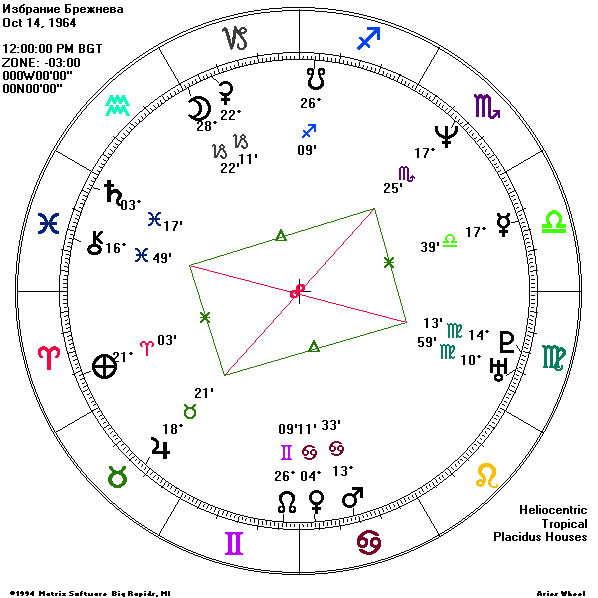 Избрание Брежнева
Oct 14, 1964
12:00:00 PM BGT
ZONE: -03:00
000W00'00"
00N00'00"
28° 22° 26°
09'
22' 11'
17°
25'
03° 17'
16° 49'
39' 17°
13' 14°
59' 10°
21° 03'
21'
18°
09' 11' 33'
26° 04° 13°
Heliocentric
Tropical
Placidus Houses
©1994 Matrix Software Big Rapids, MI
Aries Wheel